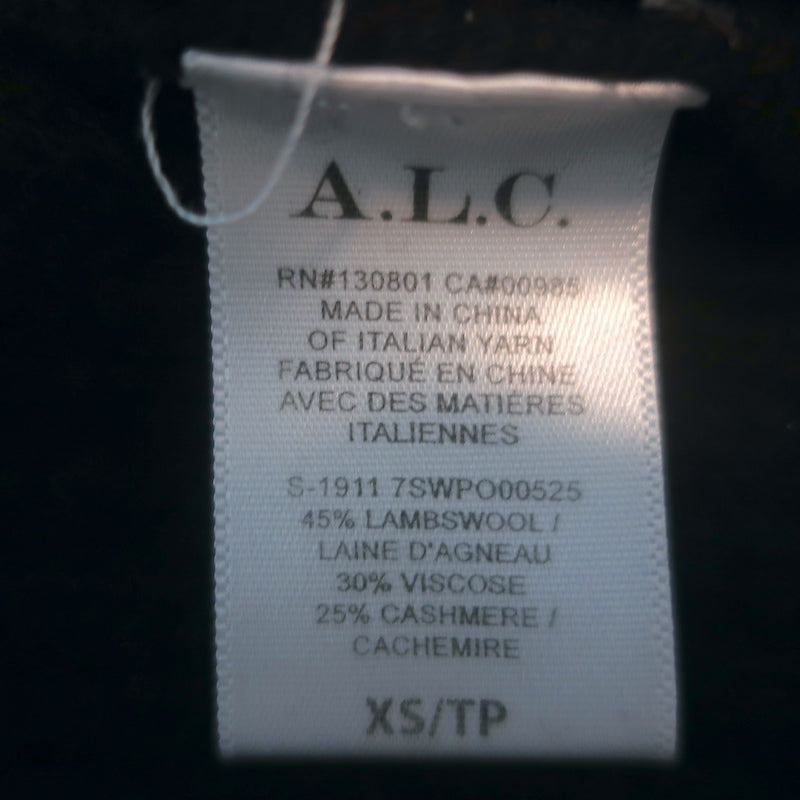 A.L.C.
RN#130801 CA#00985
MADE IN CHINA
OF ITALIAN YARN
FABRIQUÉ EN CHINE
AVEC DES MATIÈRES
ITALIENNES
S-1911 7SWPO00525
45% LAMBSWOOL /
LAINE D'AGNEAU
30% VISCOSE
25% CASHMERE /
CACHEMIRE
XS/TP